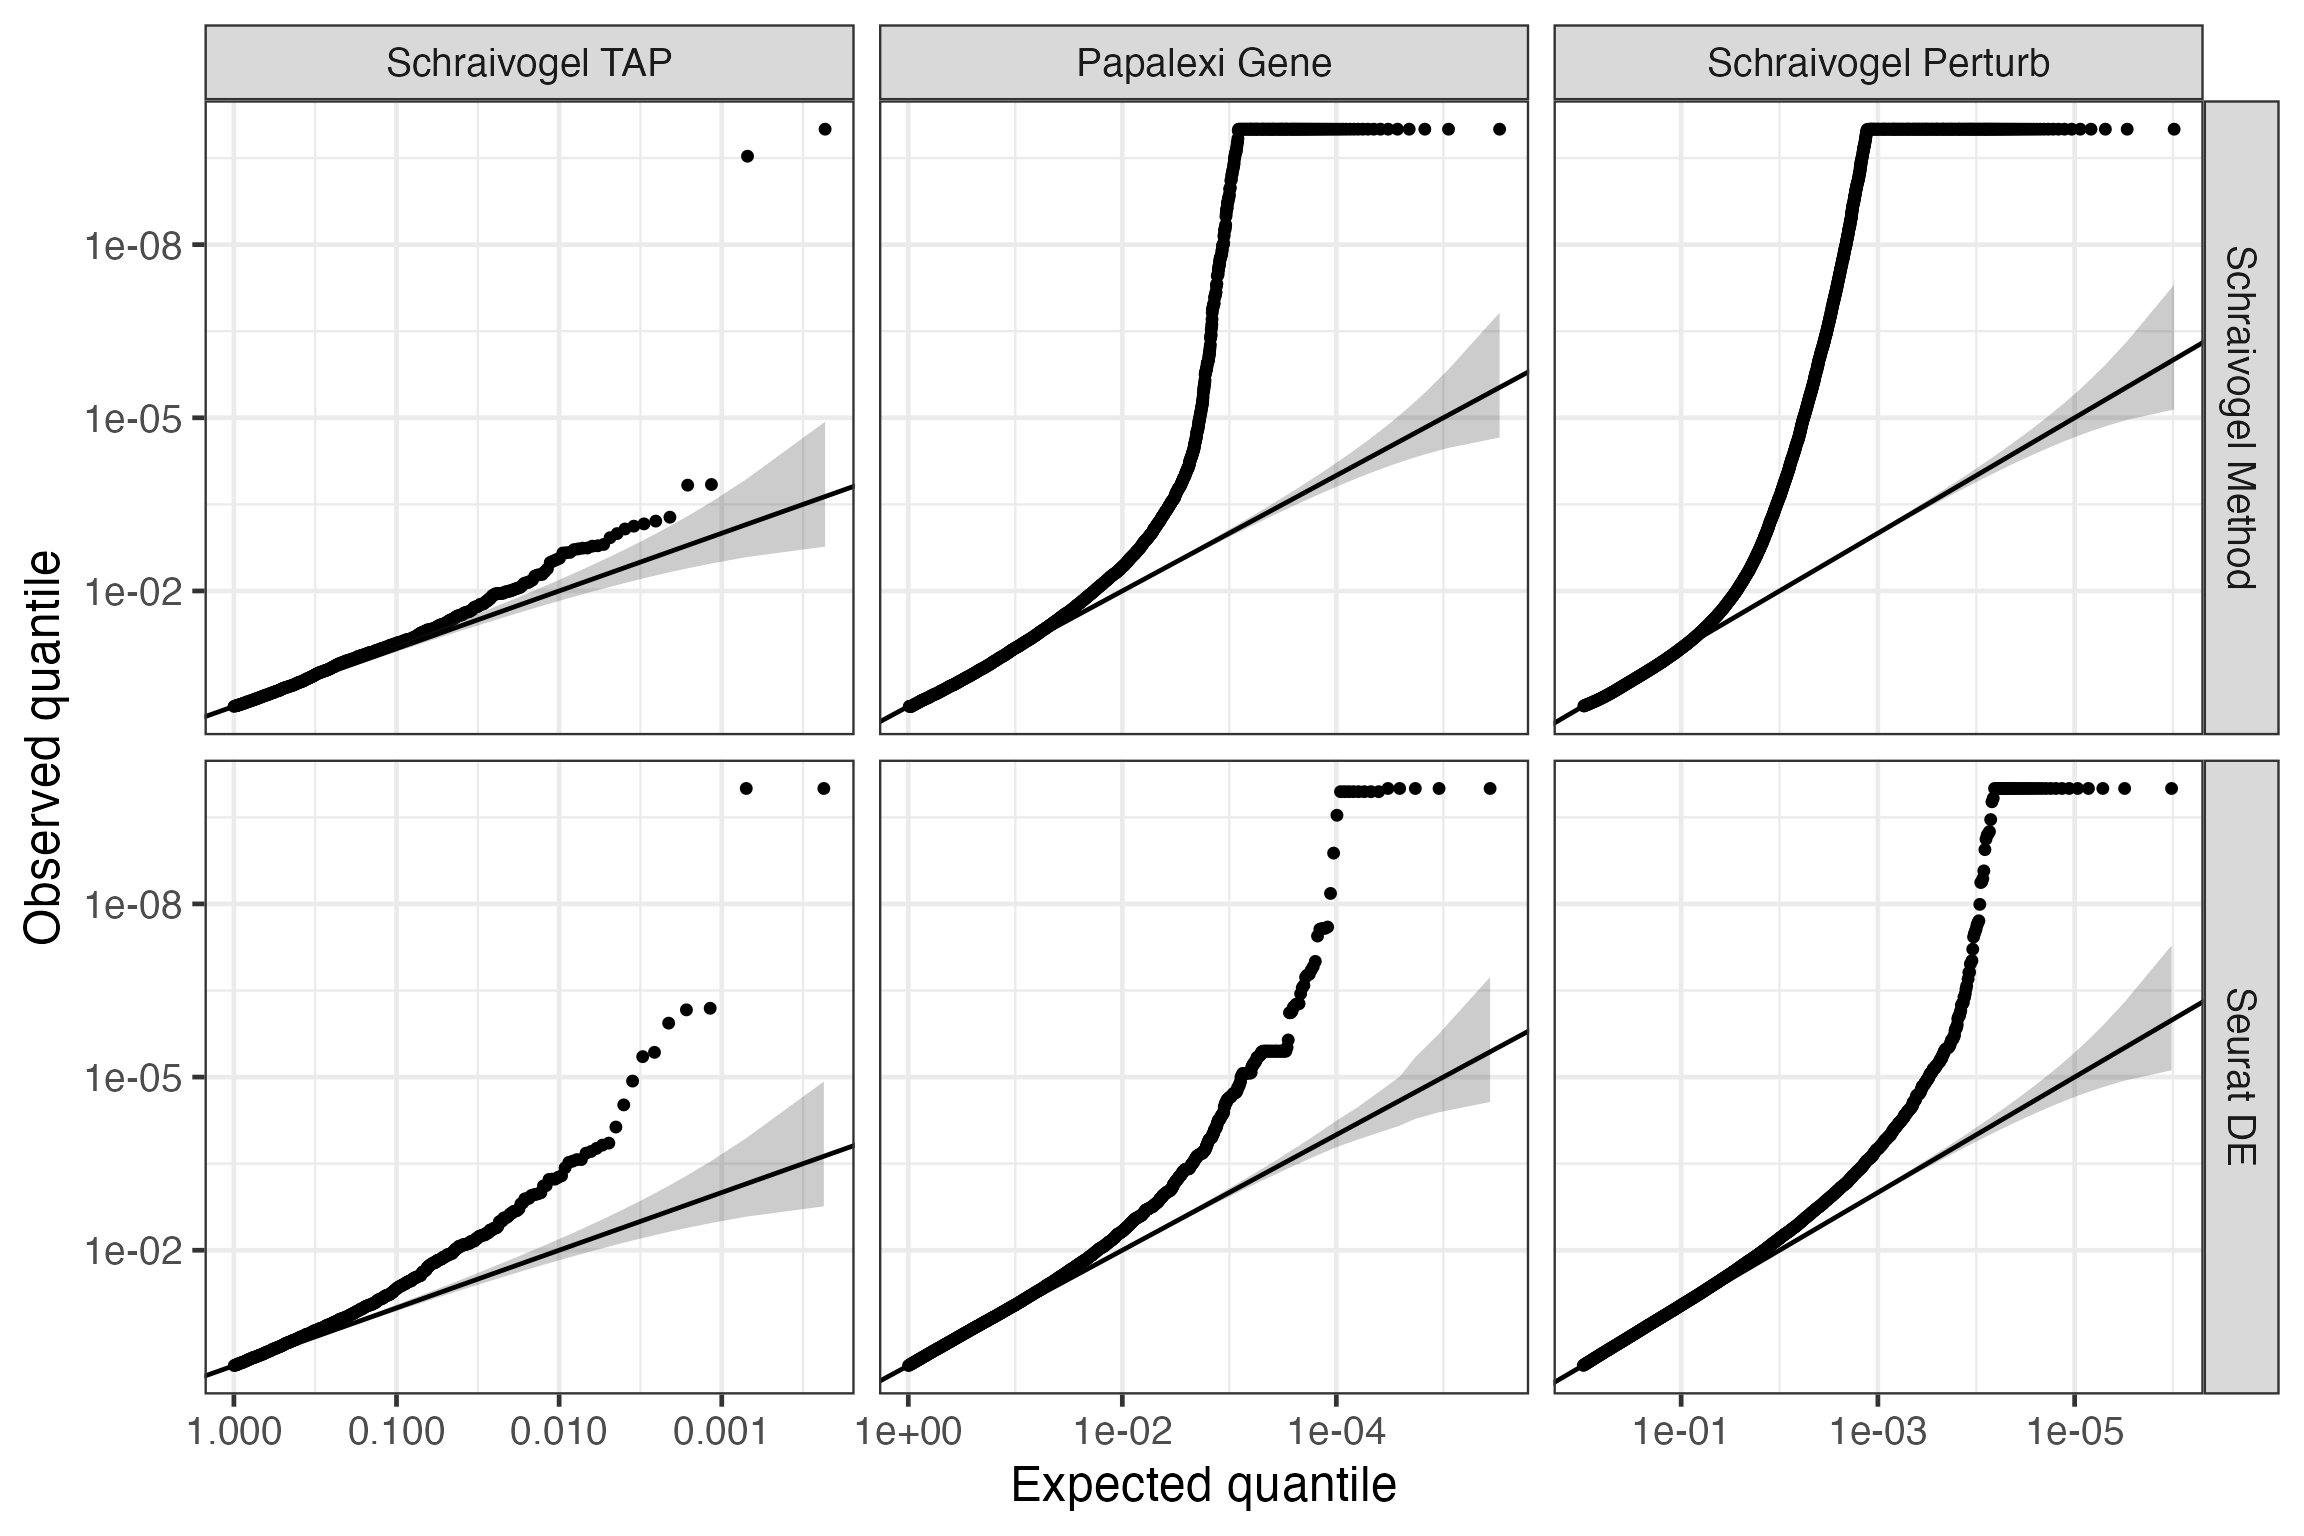 Schraivogel TAP
Papalexi Gene
Schraivogel Perturb
1e-08
1e-05
1e-02
Schraivogel Method
Observed quantile
1e-08
1e-05
1e-02
Seurat DE
1.000 0.100 0.010 0.001
1e+00 1e-02 1e-04
1e-01 1e-03 1e-05
Expected quantile